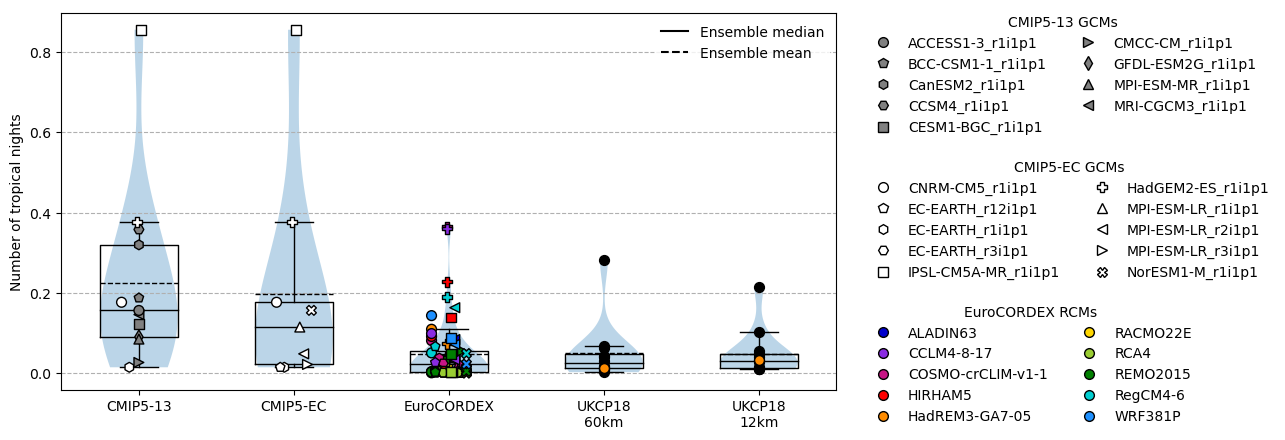 Number of tropical nights
0.8
0.6
0.4
0.2
0.0
Ensemble median
Ensemble mean
CMIP5-13
CMIP5-EC
EuroCORDEX
UKCP18
60km
UKCP18
12km
CMIP5-13 GCMs
ACCESS1-3_r1i1p1
BCC-CSM1-1_r1i1p1
CanESM2_r1i1p1
CCSM4_r1i1p1
CESM1-BGC_r1i1p1
CMCC-CM_r1i1p1
GFDL-ESM2G_r1i1p1
MPI-ESM-MR_r1i1p1
MRI-CGCM3_r1i1p1
CMIP5-EC GCMs
CNRM-CM5_r1i1p1
EC-EARTH_r12i1p1
EC-EARTH_r1i1p1
EC-EARTH_r3i1p1
IPSL-CM5A-MR_r1i1p1
HadGEM2-ES_r1i1p1
MPI-ESM-LR_r1i1p1
MPI-ESM-LR_r2i1p1
MPI-ESM-LR_r3i1p1
NorESM1-M_r1i1p1
EuroCORDEX RCMs
ALADIN63
CCLM4-8-17
COSMO-crCLIM-v1-1
HIRHAM5
HadREM3-GA7-05
RACMO22E
RCA4
REMO2015
RegCM4-6
WRF381P